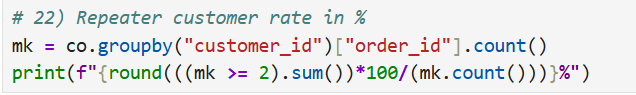 # 22) Repeater customer rate in %
mk = co.groupby("customer_id")["order_id"].count()
print(f"{round(((mk >= 2).sum())*100/(mk.count()))}%")